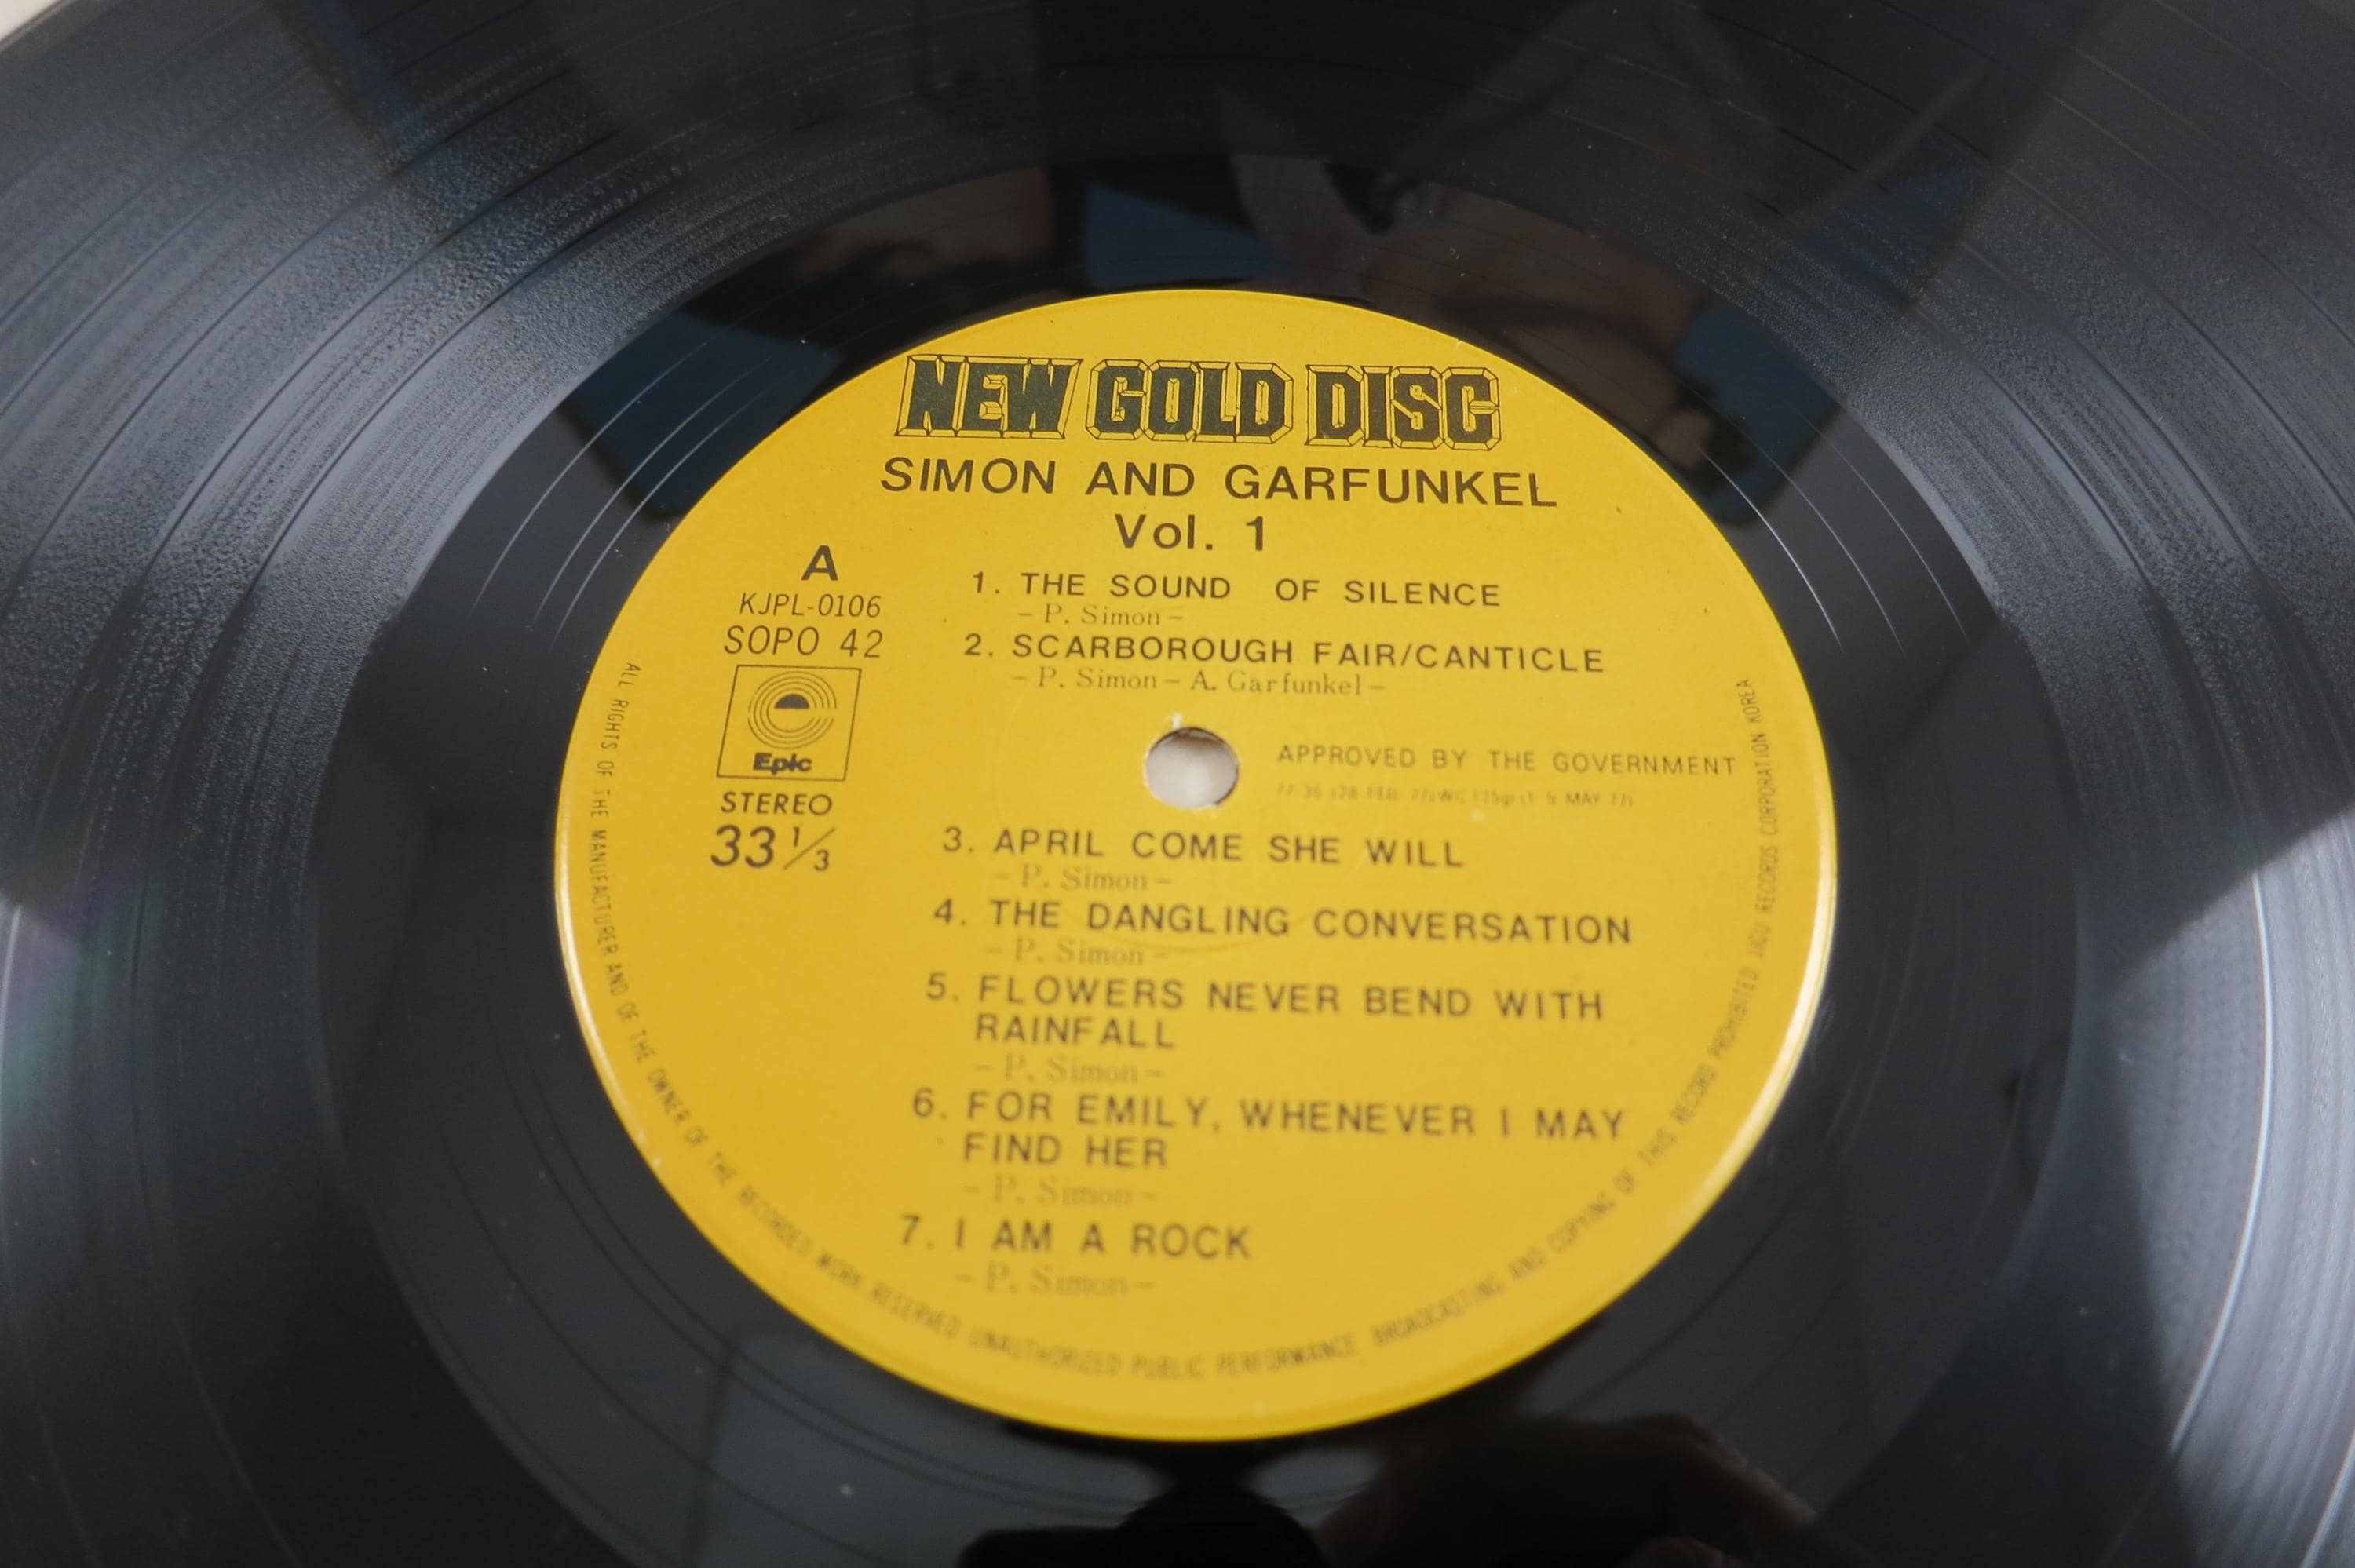 NEW GOLD DISC
SIMON AND GARFUNKEL
Vol. 1
A
KJPL-0106
SOPO 42
Epic
STEREO
33 1/3
1. THE SOUND OF SILENCE
- P. Simon -
2. SCARBOROUGH FAIR/CANTICLE
- P. Simon - A. Garfunkel -
APPROVED BY THE GOVERNMENT
3. APRIL COME SHE WILL
- P. Simon -
4. THE DANGLING CONVERSATION
- P. Simon -
5. FLOWERS NEVER BEND WITH
RAINFALL
- P. Simon -
6. FOR EMILY, WHENEVER I MAY
FIND HER
- P. Simon -
7. I AM A ROCK
- P. Simon -
ALL RIGHTS OF THE MANUFACTURER AND OF THE OWNER OF THE RECORDED WORK RESERVED UNAUTHORIZED PUBLIC PERFORMANCE BROADCASTING AND COPYING OF THIS RECORD PROHIBITED JIGU RECORDS CORPORATION KOREA